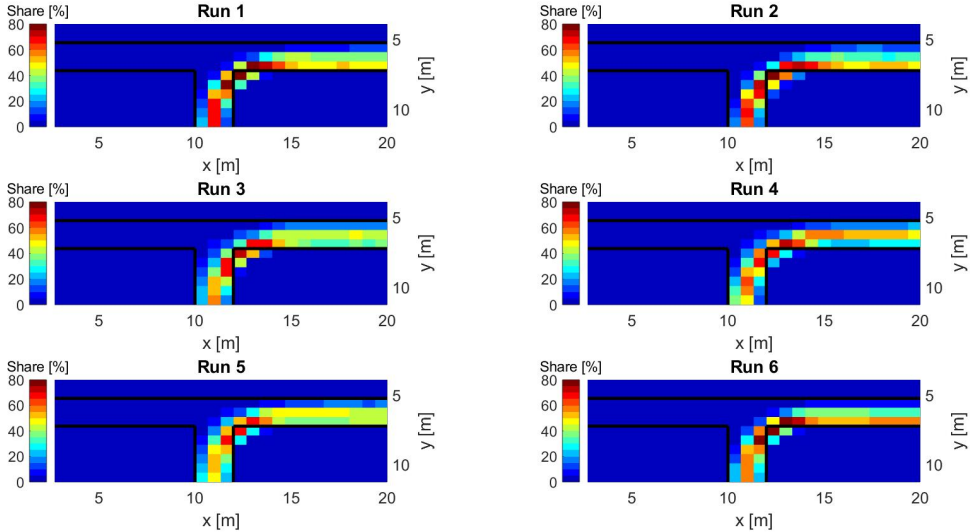 Share [%] Run 1 Share [%] Run 2
80 80
60 5 60 5
40 40
20 10 20 10
0 0
y [m] y [m]
5 10 15 20 5 10 15 20
x [m] x [m]
Share [%] Run 3 Share [%] Run 4
80 80
60 5 60 5
40 40
20 10 20 10
0 0
y [m] y [m]
5 10 15 20 5 10 15 20
x [m] x [m]
Share [%] Run 5 Share [%] Run 6
80 80
60 5 60 5
40 40
20 10 20 10
0 0
y [m] y [m]
5 10 15 20 5 10 15 20
x [m] x [m]